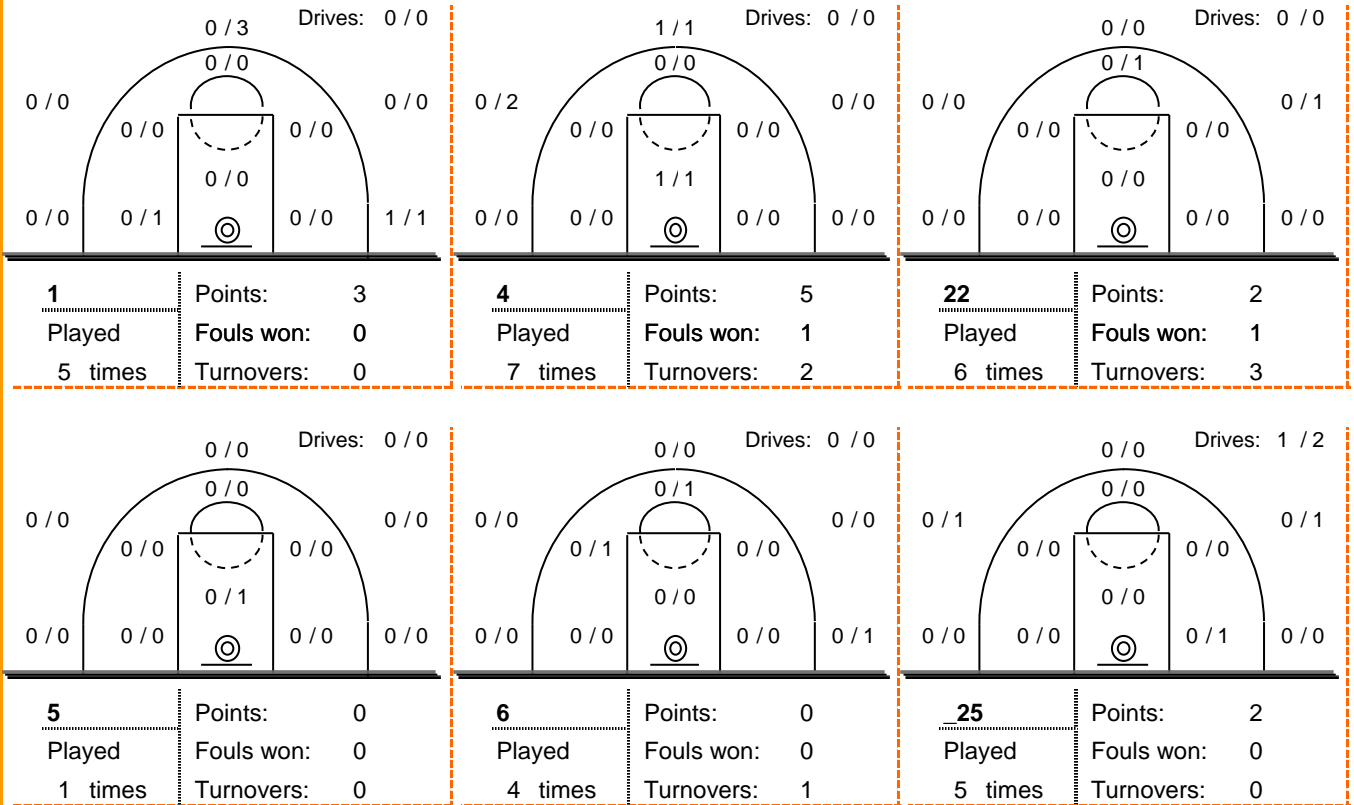 Drives: 0 / 0
0 / 3
0 / 0
0 / 0 0 / 0
0 / 0 0 / 0
0 / 0
0 / 0 0 / 1 0 / 0 1 / 1
1 Points: 3
Played Fouls won: 0
5 times Turnovers: 0
Drives: 0 / 0
1 / 1
0 / 0
0 / 2 0 / 0
0 / 0 0 / 0
1 / 1
0 / 0 0 / 0 0 / 0 0 / 0
4 Points: 5
Played Fouls won: 1
7 times Turnovers: 2
Drives: 0 / 0
0 / 0
0 / 1
0 / 0 0 / 1
0 / 0 0 / 0
0 / 0
0 / 0 0 / 0 0 / 0 0 / 0
22 Points: 2
Played Fouls won: 1
6 times Turnovers: 3
Drives: 0 / 0
0 / 0
0 / 0
0 / 0 0 / 0
0 / 0 0 / 0
0 / 1
0 / 0 0 / 0 0 / 0 0 / 0
5 Points: 0
Played Fouls won: 0
1 times Turnovers: 0
Drives: 0 / 0
0 / 0
0 / 1
0 / 0 0 / 0
0 / 1 0 / 0
0 / 0
0 / 0 0 / 0 0 / 0 0 / 1
6 Points: 0
Played Fouls won: 0
4 times Turnovers: 1
Drives: 1 / 2
0 / 0
0 / 0
0 / 1 0 / 1
0 / 0 0 / 0
0 / 0
0 / 0 0 / 0 0 / 1 0 / 0
_25 Points: 2
Played Fouls won: 0
5 times Turnovers: 0